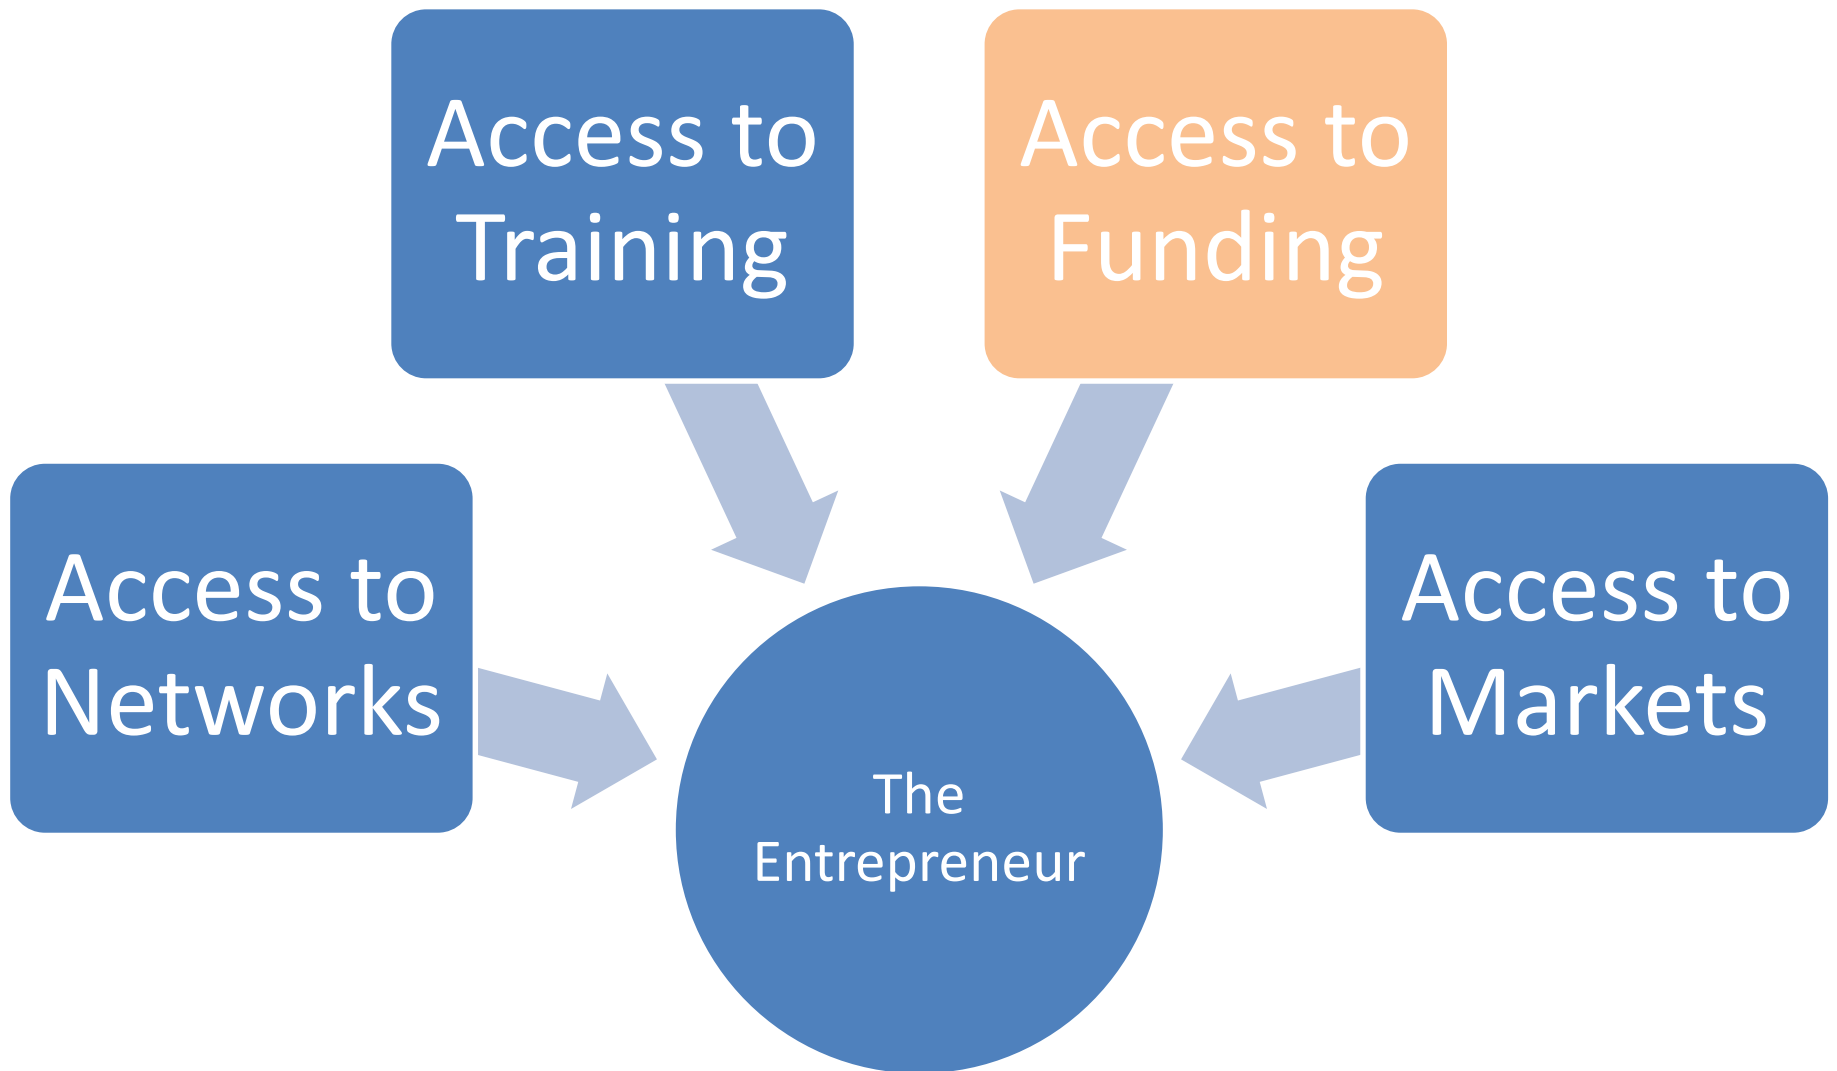 Access to
Training
Access to
Funding
Access to
Networks
Access to
Markets
The
Entrepreneur